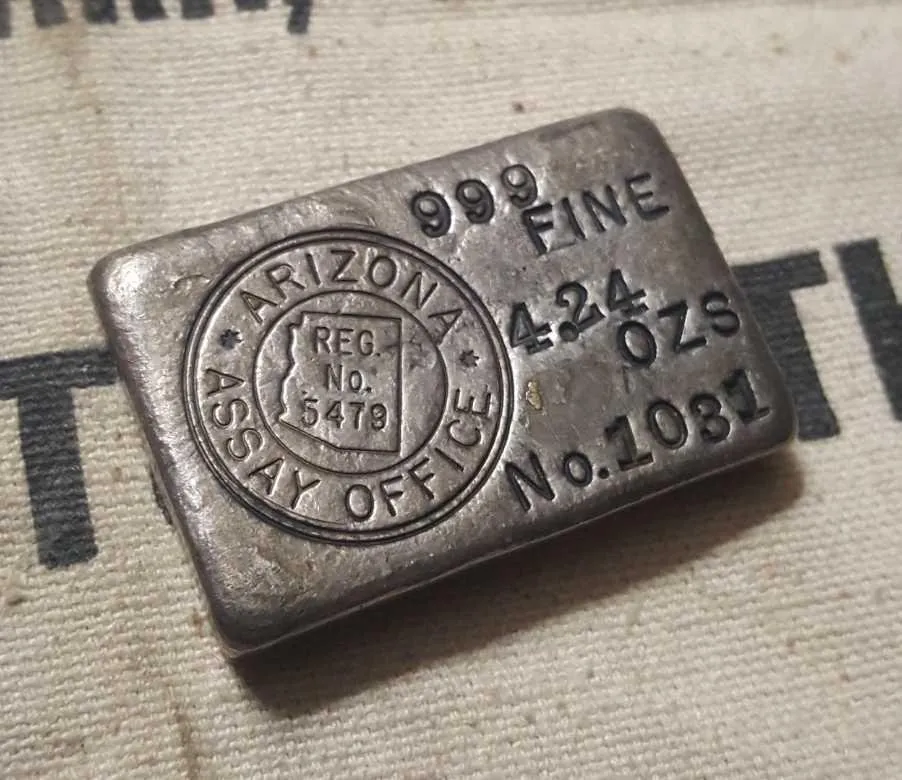 ARIZONA
ASSAY OFFICE
REG.
No.
5479
999
FINE
4.24
OZS
No.1031